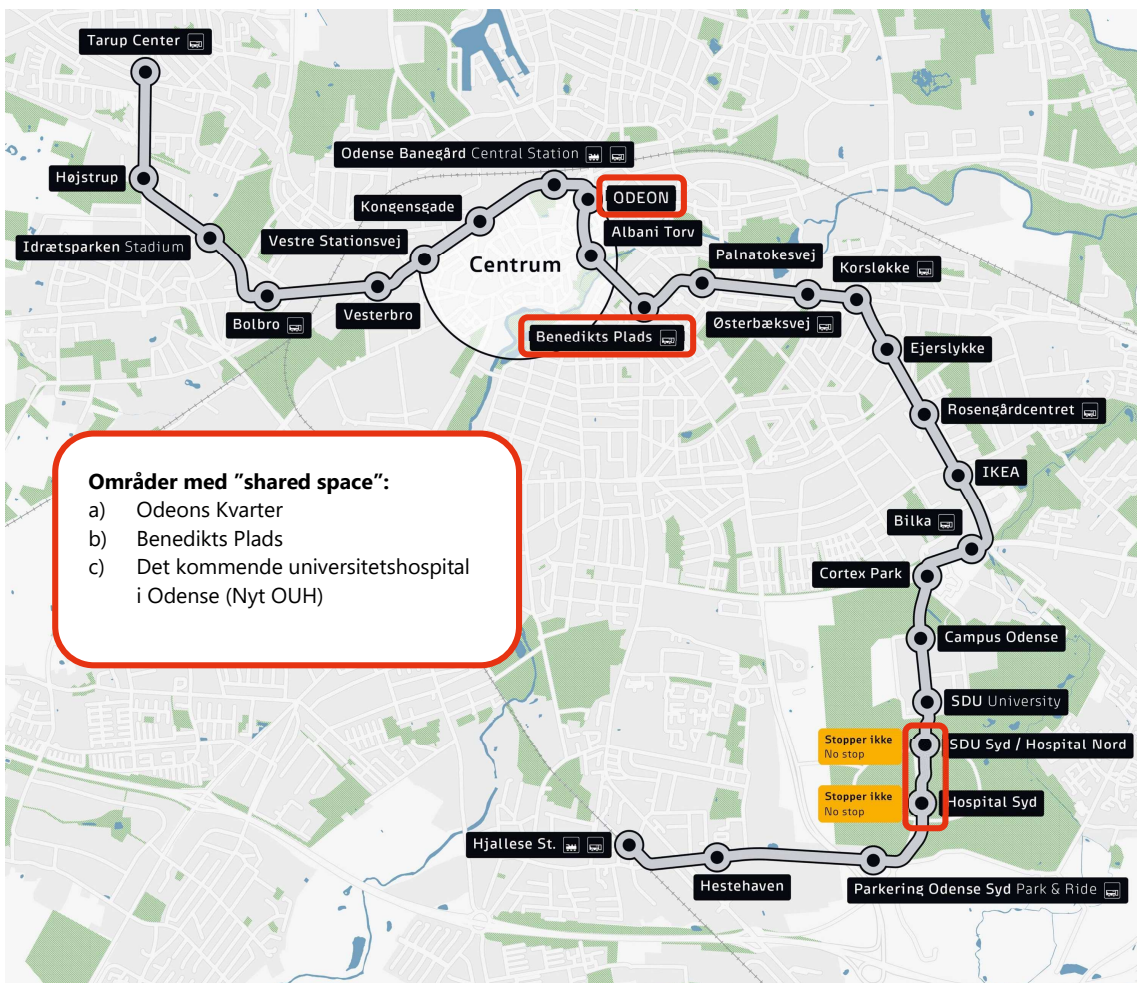 Tarup Center
Højstrup
Idrætsparken Stadium
Bolbro
Vesterbro
Vestre Stationsvej
Kongensgade
Odense Banegård Central Station
ODEON
Albani Torv
Centrum
Benedikts Plads
Palnatokesvej
Østerbæksvej
Korsløkke
Ejerslykke
Rosengårdcentret
IKEA
Bilka
Cortex Park
Campus Odense
SDU University
Stopper ikke
No stop
SDU Syd / Hospital Nord
Stopper ikke
No stop
Hospital Syd
Parkering Odense Syd Park & Ride
Hestehaven
Hjallese St.
Områder med ”shared space”:
a) Odeons Kvarter
b) Benedikts Plads
c) Det kommende universitetshospital
i Odense (Nyt OUH)